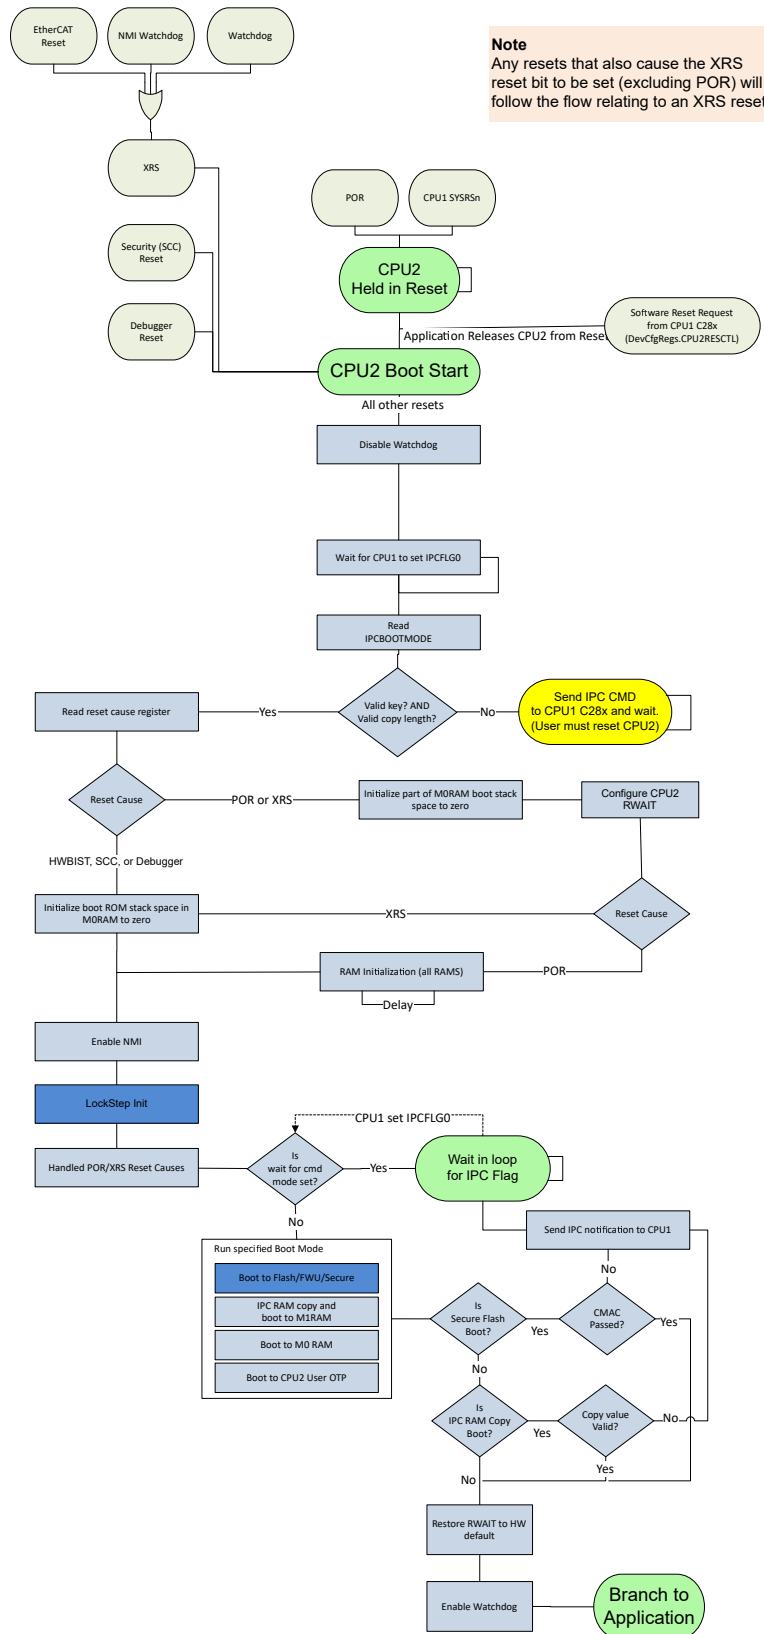 EtherCAT
Reset
NMI Watchdog
Watchdog
Note
Any resets that also cause the XRS
reset bit to be set (excluding POR) will
follow the flow relating to an XRS reset
XRS
POR
CPU1 SYSRSn
Security (SCC)
Reset
CPU2
Held in Reset
Debugger
Reset
Application Releases CPU2 from Reset
Software Reset Request
from CPU1 C28x
(DevCfgRegs.CPU2RESCTL)
CPU2 Boot Start
All other resets
Disable Watchdog
Wait for CPU1 to set IPCFLG0
Read
IPCBOOTMODE
Read reset cause register
Yes
Valid key? AND
Valid copy length?
No
Send IPC CMD
to CPU1 C28x and wait.
(User must reset CPU2)
Reset Cause
POR or XRS
Initialize part of M0RAM boot stack
space to zero
Configure CPU2
RWAIT
HWBIST, SCC, or Debugger
Initialize boot ROM stack space in
M0RAM to zero
XRS
Reset Cause
RAM Initialization (all RAMS)
POR
Delay
Enable NMI
LockStep Init
CPU1 set IPCFLG0
Handled POR/XRS Reset Causes
Is
wait for cmd
mode set?
Yes
Wait in loop
for IPC Flag
No
Send IPC notification to CPU1
Run specified Boot Mode
No
Boot to Flash/FWU/Secure
IPC RAM copy and
boot to M1RAM
Boot to M0 RAM
Boot to CPU2 User OTP
Is
Secure Flash
Boot?
Yes
CMAC
Passed?
Yes
No
Is
IPC RAM Copy
Boot?
Yes
Copy value
Valid?
No
Yes
No
Restore RWAIT to HW
default
Enable Watchdog
Branch to
Application